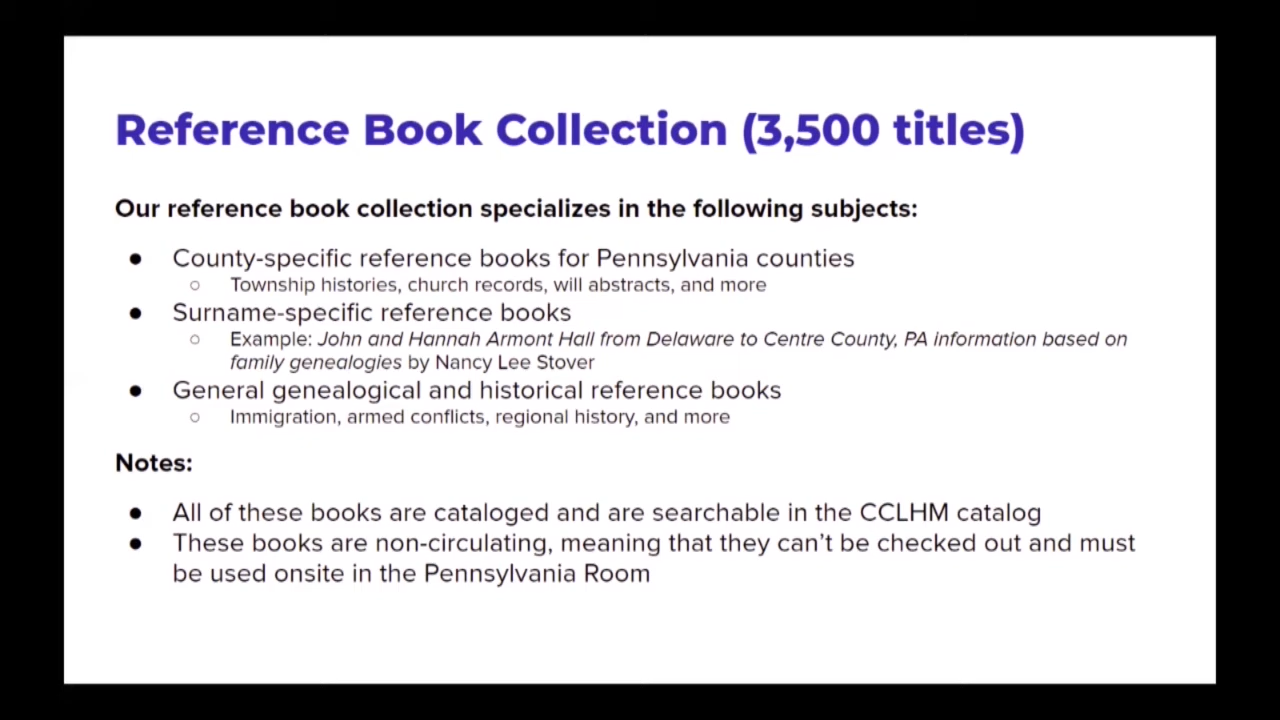 Reference Book Collection (3,500 titles)
Our reference book collection specializes in the following subjects:
● County-specific reference books for Pennsylvania counties
○ Township histories, church records, will abstracts, and more
● Surname-specific reference books
○ Example: John and Hannah Armont Hall from Delaware to Centre County, PA information based on
family genealogies by Nancy Lee Stover
● General genealogical and historical reference books
○ Immigration, armed conflicts, regional history, and more
Notes:
● All of these books are cataloged and are searchable in the CCLHM catalog
● These books are non-circulating, meaning that they can’t be checked out and must
be used onsite in the Pennsylvania Room